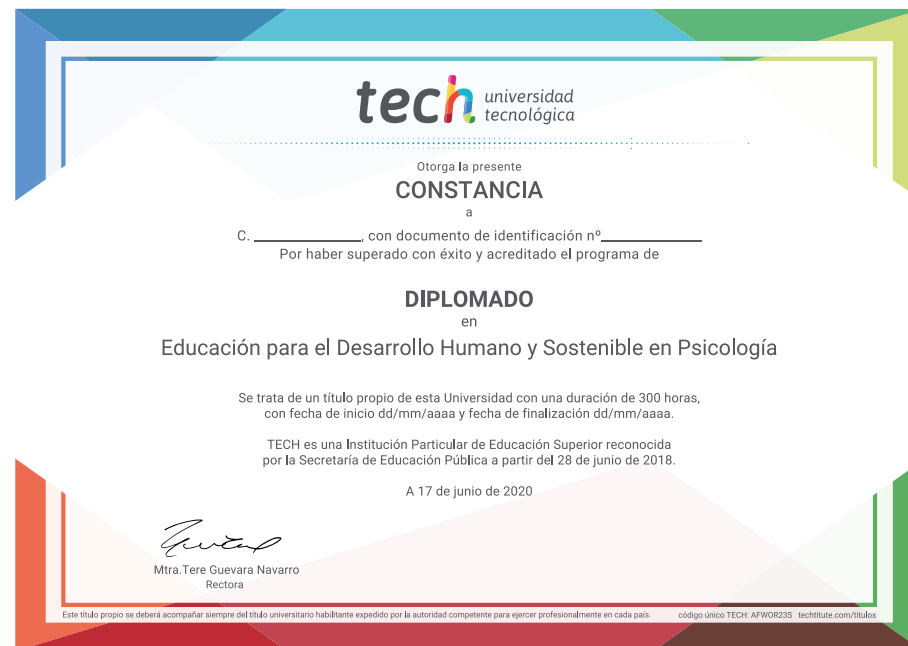 tech universidad
tecnológica
Otorga la presente
CONSTANCIA
a
C. ____________, con documento de identificación nº____________
Por haber superado con éxito y acreditado el programa de
DIPLOMADO
en
Educación para el Desarrollo Humano y Sostenible en Psicología
Se trata de un título propio de esta Universidad con una duración de 300 horas,
con fecha de inicio dd/mm/aaaa y fecha de finalización dd/mm/aaaa.
TECH es una Institución Particular de Educación Superior reconocida
por la Secretaría de Educación Pública a partir del 28 de junio de 2018.
A 17 de junio de 2020
Mtra.Tere Guevara Navarro
Rectora
Este título propio se deberá acompañar siempre del título universitario habilitante expedido por la autoridad competente para ejercer profesionalmente en cada país. código único TECH: AFWOR23S techtitute.com/titulos